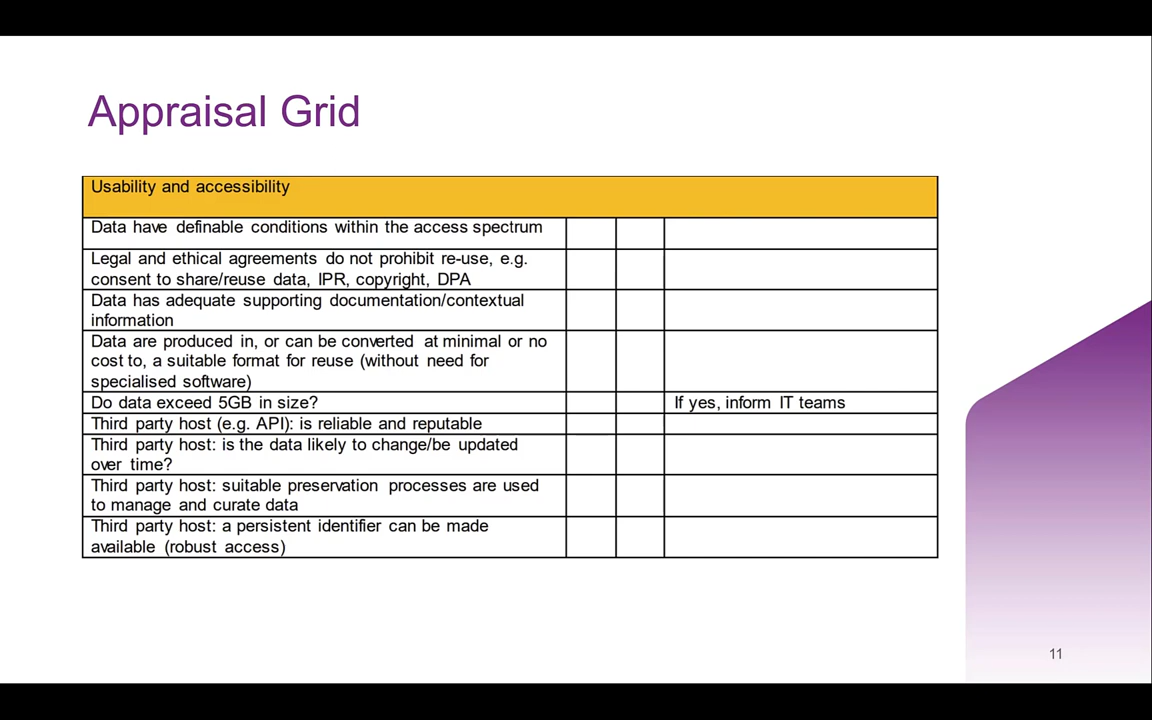 Appraisal Grid
Usability and accessibility
Data have definable conditions within the access spectrum
Legal and ethical agreements do not prohibit re-use, e.g.
consent to share/reuse data, IPR, copyright, DPA
Data has adequate supporting documentation/contextual
information
Data are produced in, or can be converted at minimal or no
cost to, a suitable format for reuse (without need for
specialised software)
Do data exceed 5GB in size?
If yes, inform IT teams
Third party host (e.g. API): is reliable and reputable
Third party host: is the data likely to change/be updated
over time?
Third party host: suitable preservation processes are used
to manage and curate data
Third party host: a persistent identifier can be made
available (robust access)
11